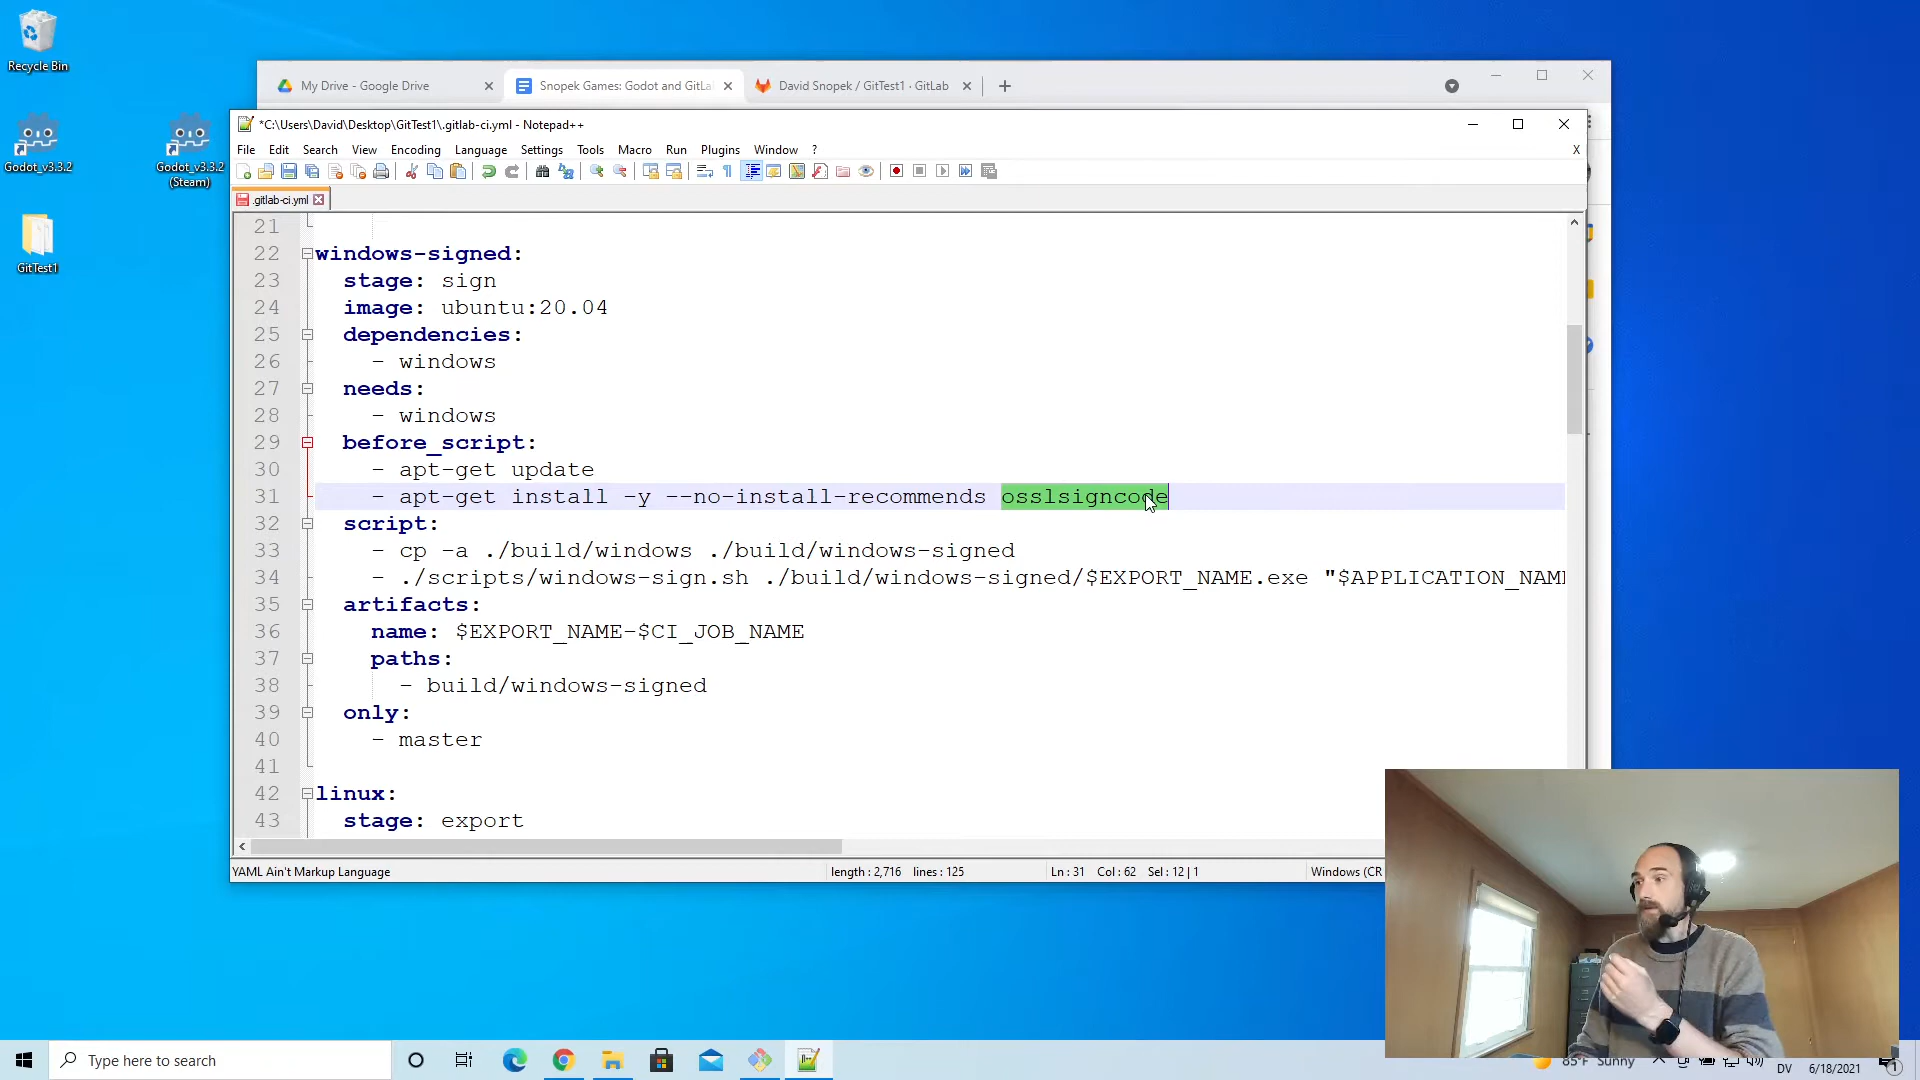 Recycle Bin
Godot_v3.3.2
Godot_v3.3.2
(Steam)
GitTest1
My Drive - Google Drive
Snopek Games: Godot and GitLa
David Snopek / GitTest1 · GitLab
*C:\Users\David\Desktop\GitTest1\.gitlab-ci.yml - Notepad++
File Edit Search View Encoding Language Settings Tools Macro Run Plugins Window ?
X
.gitlab-ci.yml
21
22 windows-signed:
23 stage: sign
24 image: ubuntu:20.04
25 dependencies:
26 - windows
27 needs:
28 - windows
29 before_script:
30 - apt-get update
31 - apt-get install -y --no-install-recommends osslsigncode
32 script:
33 - cp -a ./build/windows ./build/windows-signed
34 - ./scripts/windows-sign.sh ./build/windows-signed/$EXPORT_NAME.exe "$APPLICATION_NAM
35 artifacts:
36 name: $EXPORT_NAME-$CI_JOB_NAME
37 paths:
38 - build/windows-signed
39 only:
40 - master
41
42 linux:
43 stage: export
YAML Ain't Markup Language
length : 2,716 lines : 125
Ln : 31 Col : 62 Sel : 12 | 1
Windows (CR
Type here to search
85°F Sunny
DV
6/18/2021
1